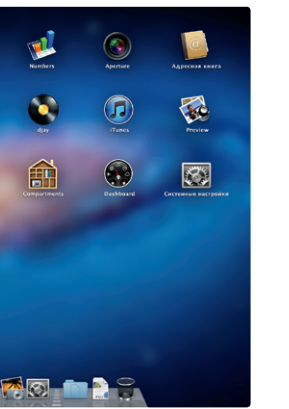 Numbers
Aperture
Адресная книга
djay
iTunes
Preview
Compartments
Dashboard
Системные настройки